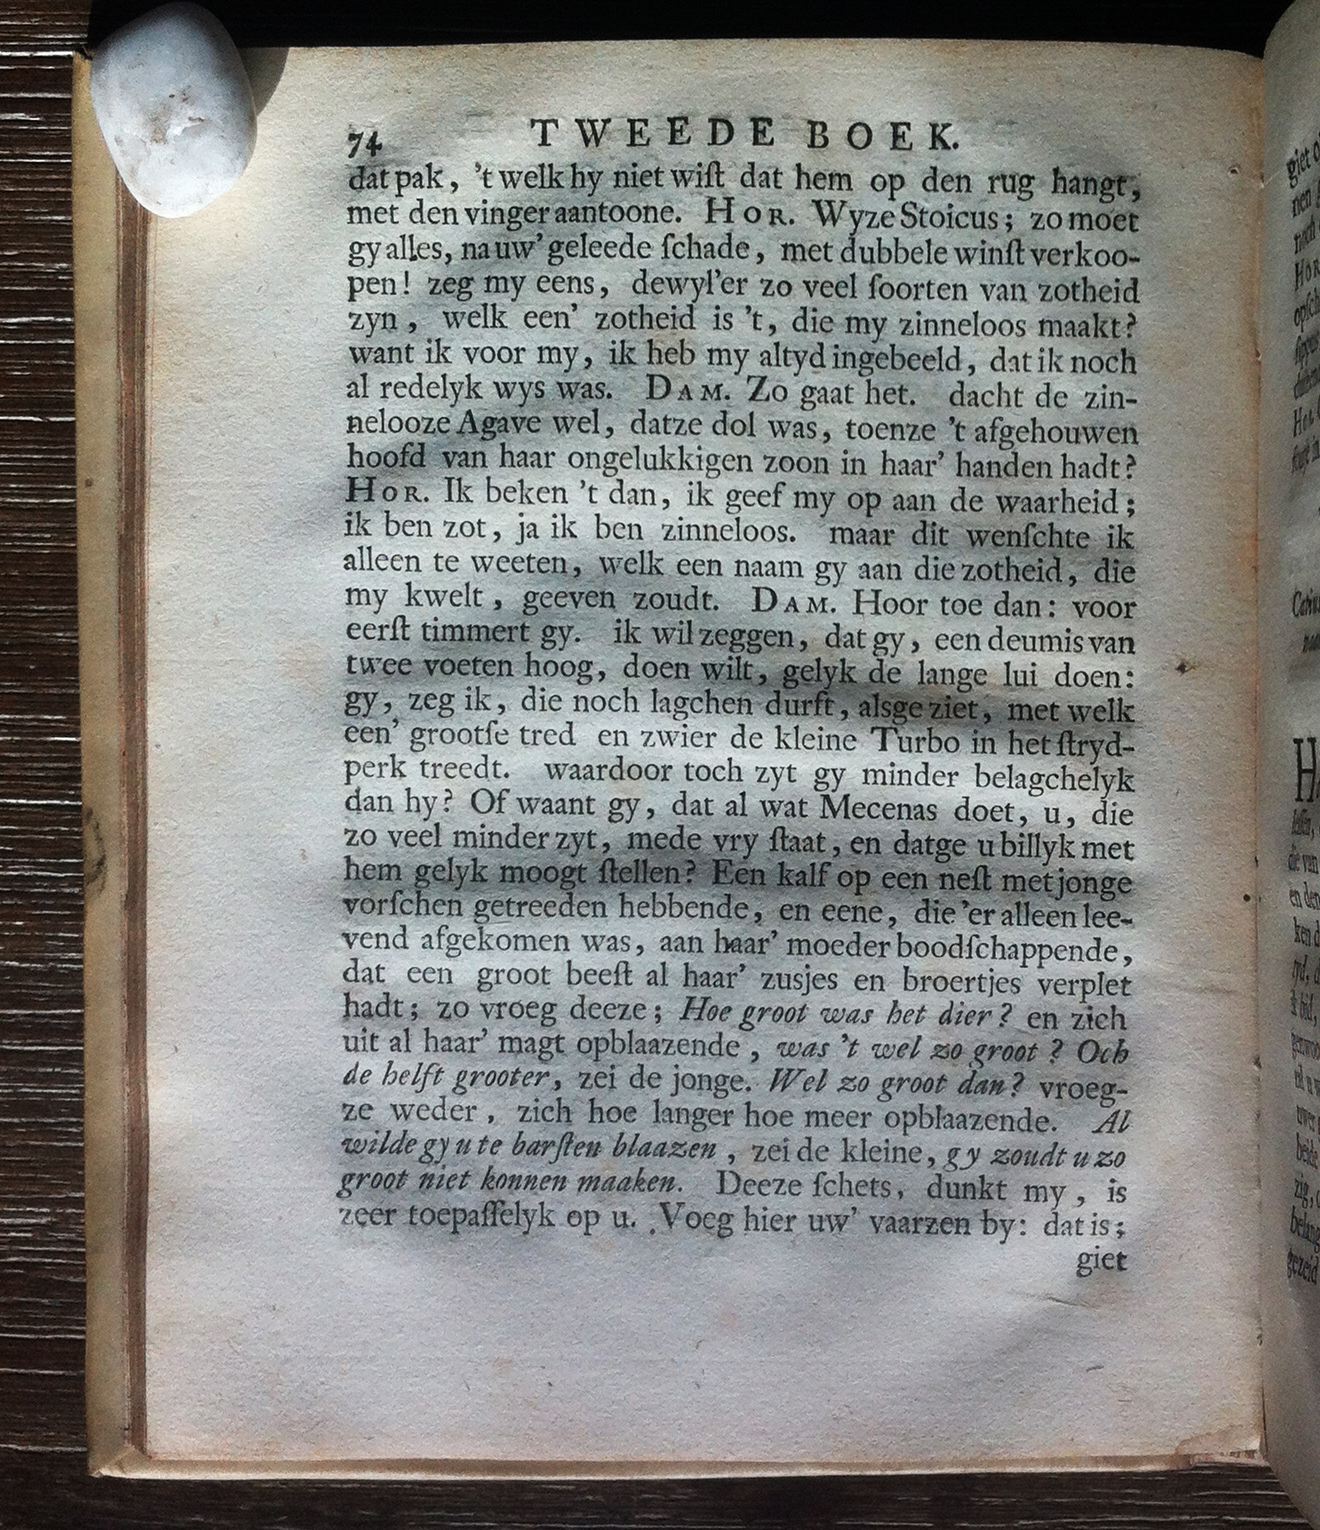 74 TWEEDE BOEK.
dat pak, 't welk hy niet wiſt dat hem op den rug hangt,
met den vinger aantoone. HOR. Wyze Stoicus; zo moet
gy alles, na uw' geleede ſchade, met dubbele winſt verkoo-
pen! zeg my eens, dewyl'er zo veel ſoorten van zotheid
zyn, welk een' zotheid is 't, die my zinneloos maakt?
want ik voor my, ik heb my altyd ingebeeld, dat ik noch
al redelyk wys was. DAM. Zo gaat het. dacht de zin-
nelooze Agave wel, datze dol was, toenze 't afgehouwen
hoofd van haar ongelukkigen zoon in haar' handen hadt?
HOR. Ik beken 't dan, ik geef my op aan de waarheid;
ik ben zot, ja ik ben zinneloos. maar dit wenſchte ik
alleen te weeten, welk een naam gy aan die zotheid, die
my kwelt, geeven zoudt. DAM. Hoor toe dan: voor
eerſt timmert gy. ik wil zeggen, dat gy, een deumis van
twee voeten hoog, doen wilt, gelyk de lange lui doen:
gy, zeg ik, die noch lagchen durft, alsge ziet, met welk
een' grootſe tred en zwier de kleine Turbo in het ſtryd-
perk treedt. waardoor toch zyt gy minder belagchelyk
dan hy? Of waant gy, dat al wat Mecenas doet, u, die
zo veel minder zyt, mede vry ſtaat, en datge u billyk met
hem gelyk moogt ſtellen? Een kalf op een neſt met jonge
vorſchen getreeden hebbende, en eene, die 'er alleen lee-
vend afgekomen was, aan haar' moeder boodſchappende,
dat een groot beeſt al haar' zusjes en broertjes verplet
hadt; zo vroeg deeze; Hoe groot was het dier? en zich
uit al haar' magt opblaazende, was 't wel zo groot? Och
de helft grooter, zei de jonge. Wel zo groot dan? vroeg-
ze weder, zich hoe langer hoe meer opblaazende. Al
wilde gy u te barſten blaazen, zei de kleine, gy zoudt u zo
groot niet konnen maaken. Deeze ſchets, dunkt my, is
zeer toepaſſelyk op u. Voeg hier uw' vaarzen by: dat is;
giet